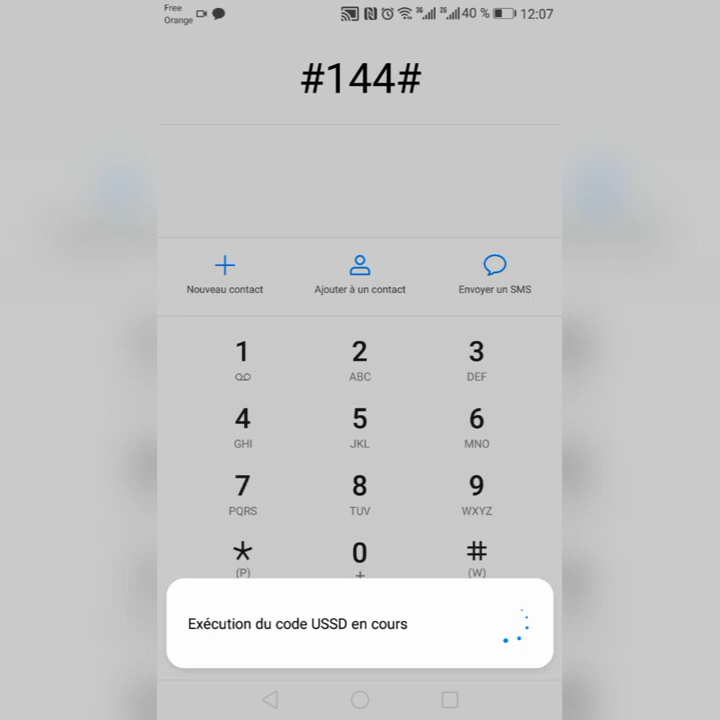 Free
Orange
3G
2G
40 %
12:07
#144#
Nouveau contact
Ajouter à un contact
Envoyer un SMS
1
2
3
ABC
DEF
4
5
6
GHI
JKL
MNO
7
8
9
PQRS
TUV
WXYZ
*
0
#
(P)
+
(W)
Exécution du code USSD en cours